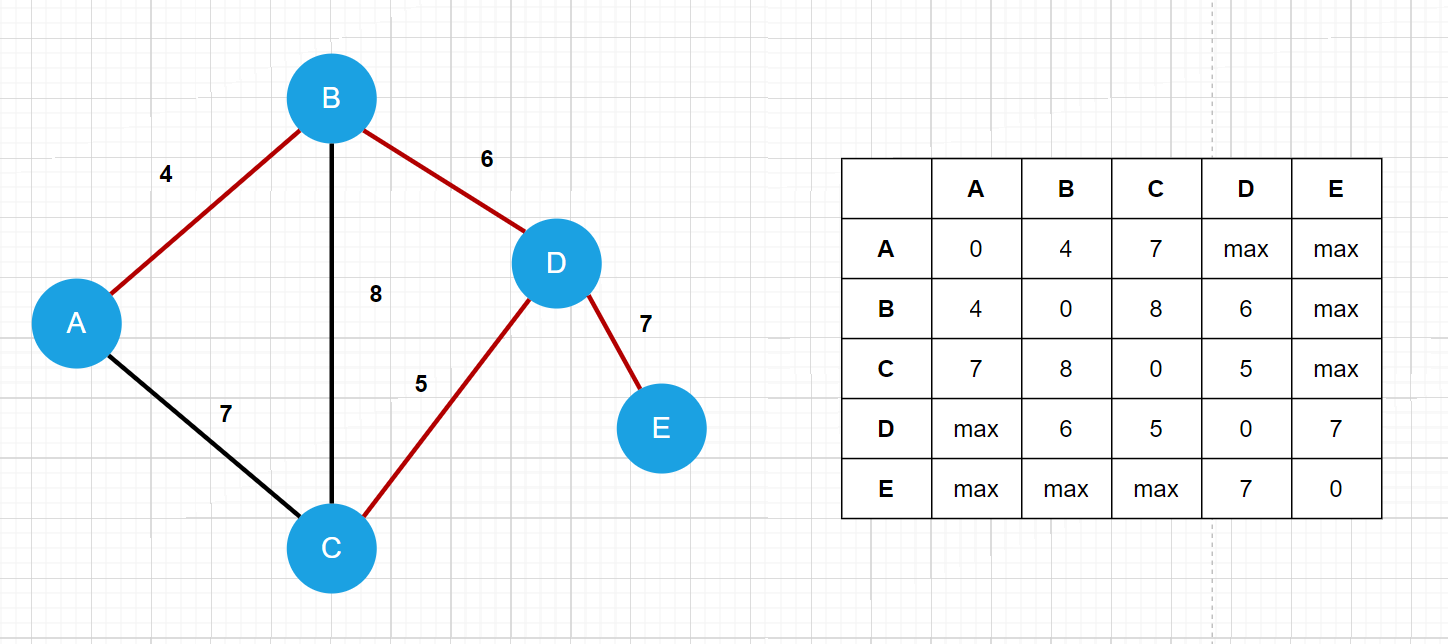 B
4
6
D
8
A
7
5
7
E
C
A B C D E
A 0 4 7 max max
B 4 0 8 6 max
C 7 8 0 5 max
D max 6 5 0 7
E max max max 7 0